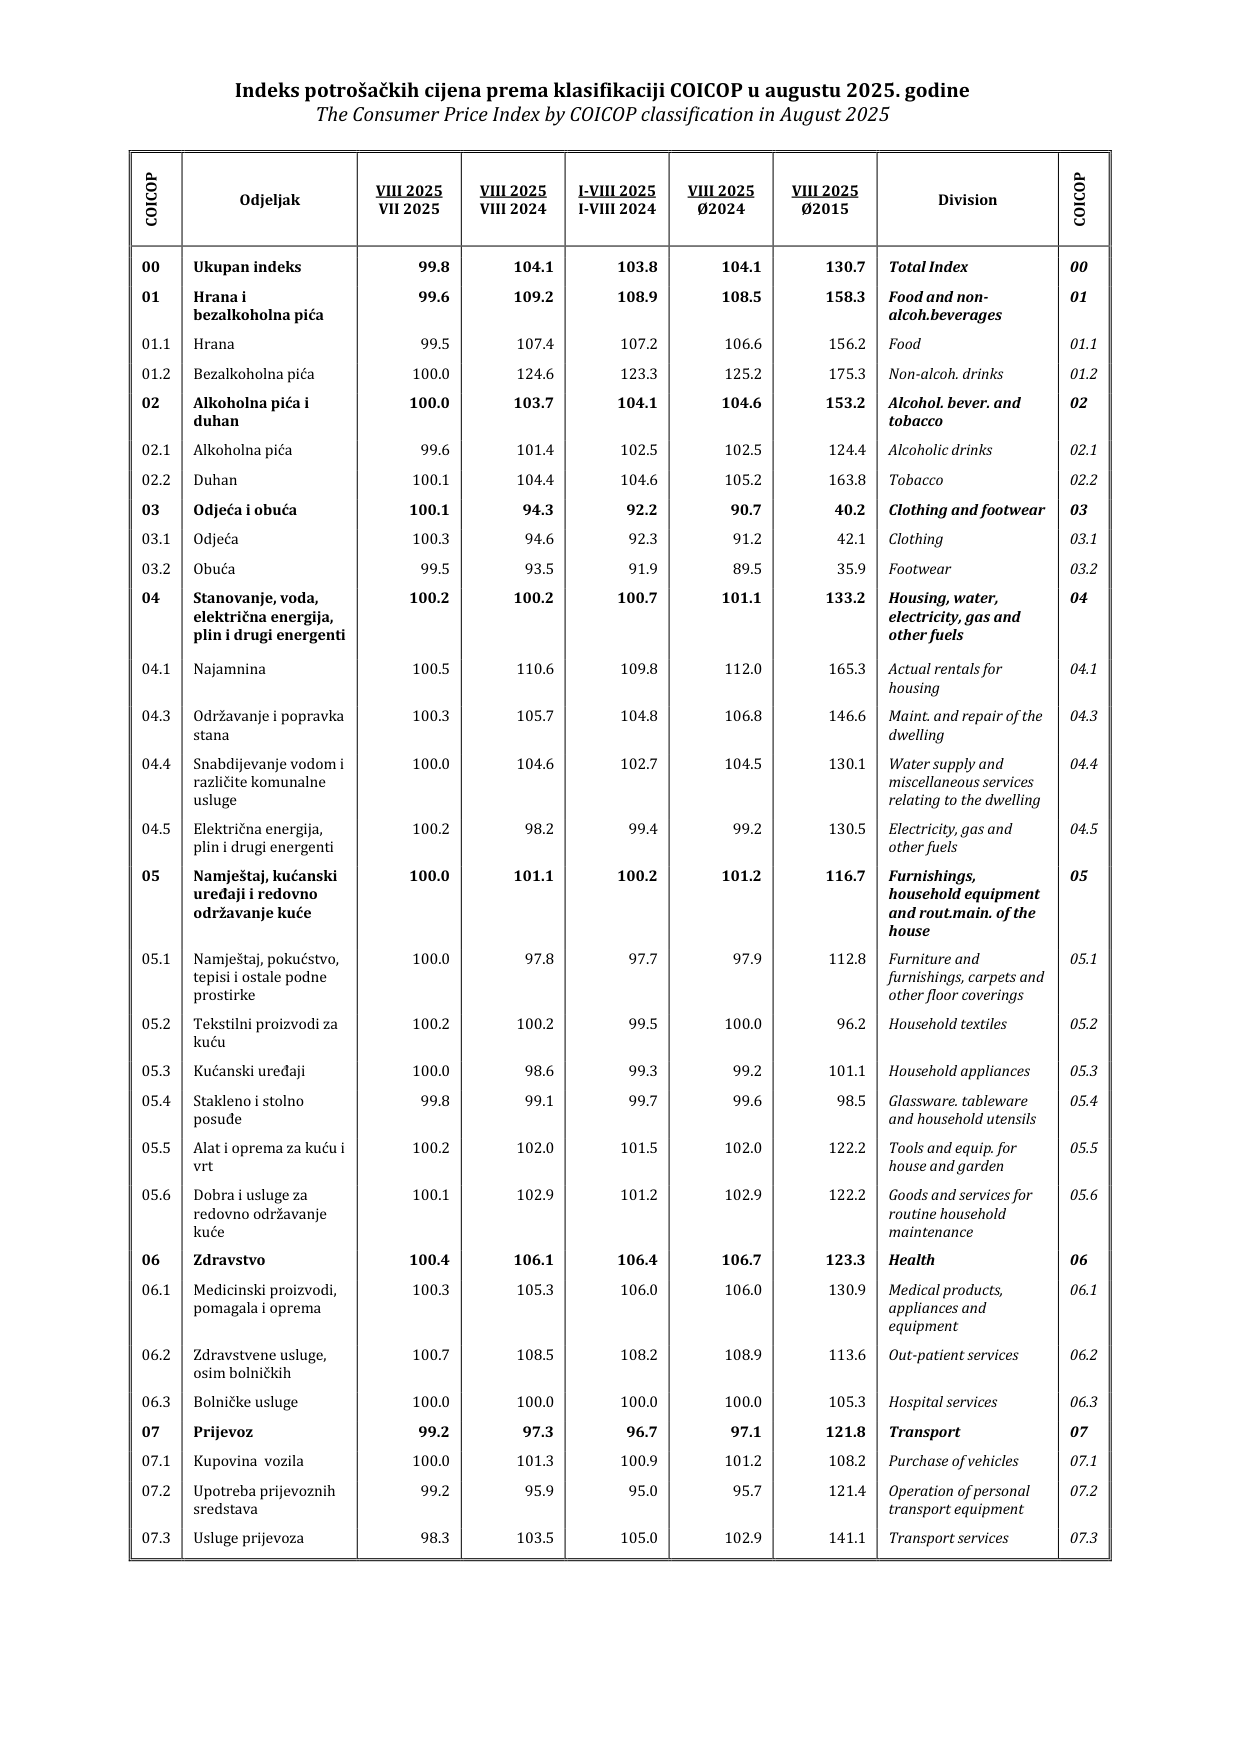 Indeks potrošačkih cijena prema klasifikaciji COICOP u augustu 2025. godine
The Consumer Price Index by COICOP classification in August 2025
COICOP Odjeljak VIII 2025 VII 2025 VIII 2025 VIII 2024 I-VIII 2025 I-VIII 2024 VIII 2025 Ø2024 VIII 2025 Ø2015 Division COICOP
00 Ukupan indeks 99.8 104.1 103.8 104.1 130.7 Total Index 00
01 Hrana i 99.6 109.2 108.9 108.5 158.3 Food and non- 01
bezalkoholna pića alcoh.beverages
01.1 Hrana 99.5 107.4 107.2 106.6 156.2 Food 01.1
01.2 Bezalkoholna pića 100.0 124.6 123.3 125.2 175.3 Non-alcoh. drinks 01.2
02 Alkoholna pića i 100.0 103.7 104.1 104.6 153.2 Alcohol. bever. and 02
duhan tobacco
02.1 Alkoholna pića 99.6 101.4 102.5 102.5 124.4 Alcoholic drinks 02.1
02.2 Duhan 100.1 104.4 104.6 105.2 163.8 Tobacco 02.2
03 Odjeća i obuća 100.1 94.3 92.2 90.7 40.2 Clothing and footwear 03
03.1 Odjeća 100.3 94.6 92.3 91.2 42.1 Clothing 03.1
03.2 Obuća 99.5 93.5 91.9 89.5 35.9 Footwear 03.2
04 Stanovanje, voda, 100.2 100.2 100.7 101.1 133.2 Housing, water, 04
električna energija, electricity, gas and
plin i drugi energenti other fuels
04.1 Najamnina 100.5 110.6 109.8 112.0 165.3 Actual rentals for 04.1
housing
04.3 Održavanje i popravka 100.3 105.7 104.8 106.8 146.6 Maint. and repair of the 04.3
stana dwelling
04.4 Snabdijevanje vodom i 100.0 104.6 102.7 104.5 130.1 Water supply and 04.4
različite komunalne miscellaneous services
usluge relating to the dwelling
04.5 Električna energija, 100.2 98.2 99.4 99.2 130.5 Electricity, gas and 04.5
plin i drugi energenti other fuels
05 Namještaj, kućanski 100.0 101.1 100.2 101.2 116.7 Furnishings, 05
uređaji i redovno household equipment
održavanje kuće and rout.main. of the
house
05.1 Namještaj, pokućstvo, 100.0 97.8 97.7 97.9 112.8 Furniture and 05.1
tepisi i ostale podne furnishings, carpets and
prostirke other floor coverings
05.2 Tekstilni proizvodi za 100.2 100.2 99.5 100.0 96.2 Household textiles 05.2
kuću
05.3 Kućanski uređaji 100.0 98.6 99.3 99.2 101.1 Household appliances 05.3
05.4 Stakleno i stolno 99.8 99.1 99.7 99.6 98.5 Glassware. tableware 05.4
posuđe and household utensils
05.5 Alat i oprema za kuću i 100.2 102.0 101.5 102.0 122.2 Tools and equip. for 05.5
vrt house and garden
05.6 Dobra i usluge za 100.1 102.9 101.2 102.9 122.2 Goods and services for 05.6
redovno održavanje routine household
kuće maintenance
06 Zdravstvo 100.4 106.1 106.4 106.7 123.3 Health 06
06.1 Medicinski proizvodi, 100.3 105.3 106.0 106.0 130.9 Medical products, 06.1
pomagala i oprema appliances and
equipment
06.2 Zdravstvene usluge, 100.7 108.5 108.2 108.9 113.6 Out-patient services 06.2
osim bolničkih
06.3 Bolničke usluge 100.0 100.0 100.0 100.0 105.3 Hospital services 06.3
07 Prijevoz 99.2 97.3 96.7 97.1 121.8 Transport 07
07.1 Kupovina vozila 100.0 101.3 100.9 101.2 108.2 Purchase of vehicles 07.1
07.2 Upotreba prijevoznih 99.2 95.9 95.0 95.7 121.4 Operation of personal 07.2
sredstava transport equipment
07.3 Usluge prijevoza 98.3 103.5 105.0 102.9 141.1 Transport services 07.3